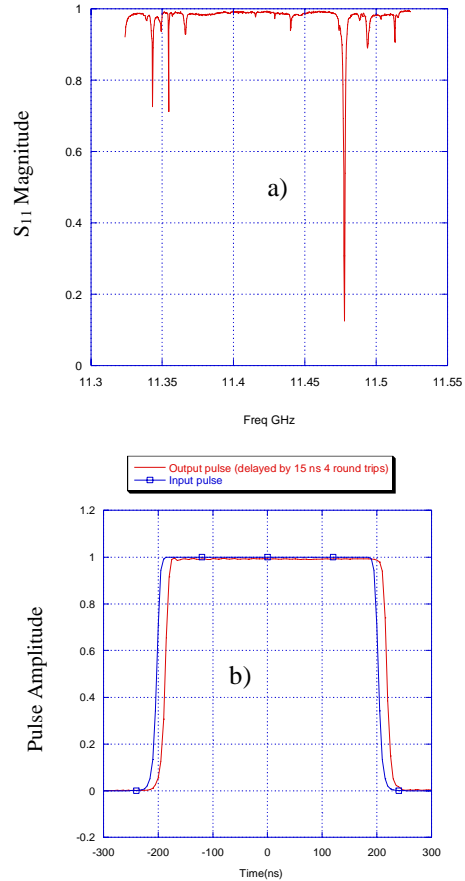 1
0.8
0.6
0.4
0.2
0
S₁₁ Magnitude
a)
11.3 11.35 11.4 11.45 11.5 11.55
Freq GHz
Output pulse (delayed by 15 ns 4 round trips)
Input pulse
1.2
1
0.8
0.6
0.4
0.2
0
-0.2
Pulse Amplitude
b)
-300 -200 -100 0 100 200 300
Time(ns)